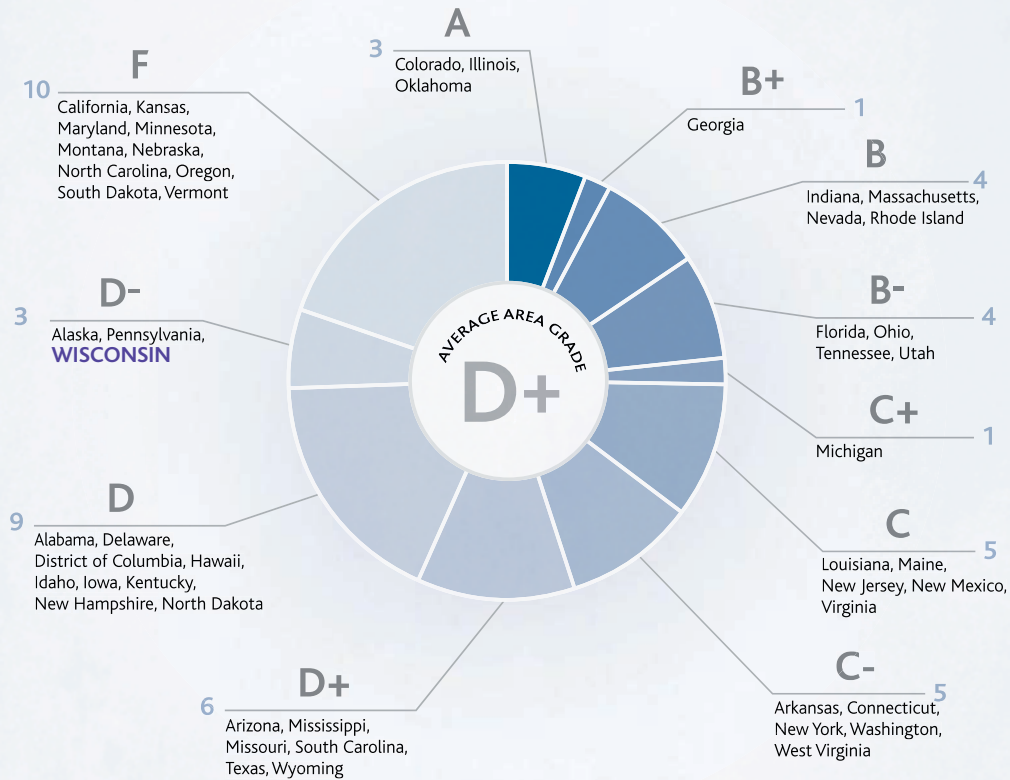 A
3
Colorado, Illinois,
Oklahoma
B+
1
Georgia
B
4
Indiana, Massachusetts,
Nevada, Rhode Island
B-
4
Florida, Ohio,
Tennessee, Utah
C+
1
Michigan
C
5
Louisiana, Maine,
New Jersey, New Mexico,
Virginia
C-
5
Arkansas, Connecticut,
New York, Washington,
West Virginia
D+
6
Arizona, Mississippi,
Missouri, South Carolina,
Texas, Wyoming
D
9
Alabama, Delaware,
District of Columbia, Hawaii,
Idaho, Iowa, Kentucky,
New Hampshire, North Dakota
D-
3
Alaska, Pennsylvania,
WISCONSIN
F
10
California, Kansas,
Maryland, Minnesota,
Montana, Nebraska,
North Carolina, Oregon,
South Dakota, Vermont
AVERAGE AREA GRADE
D+